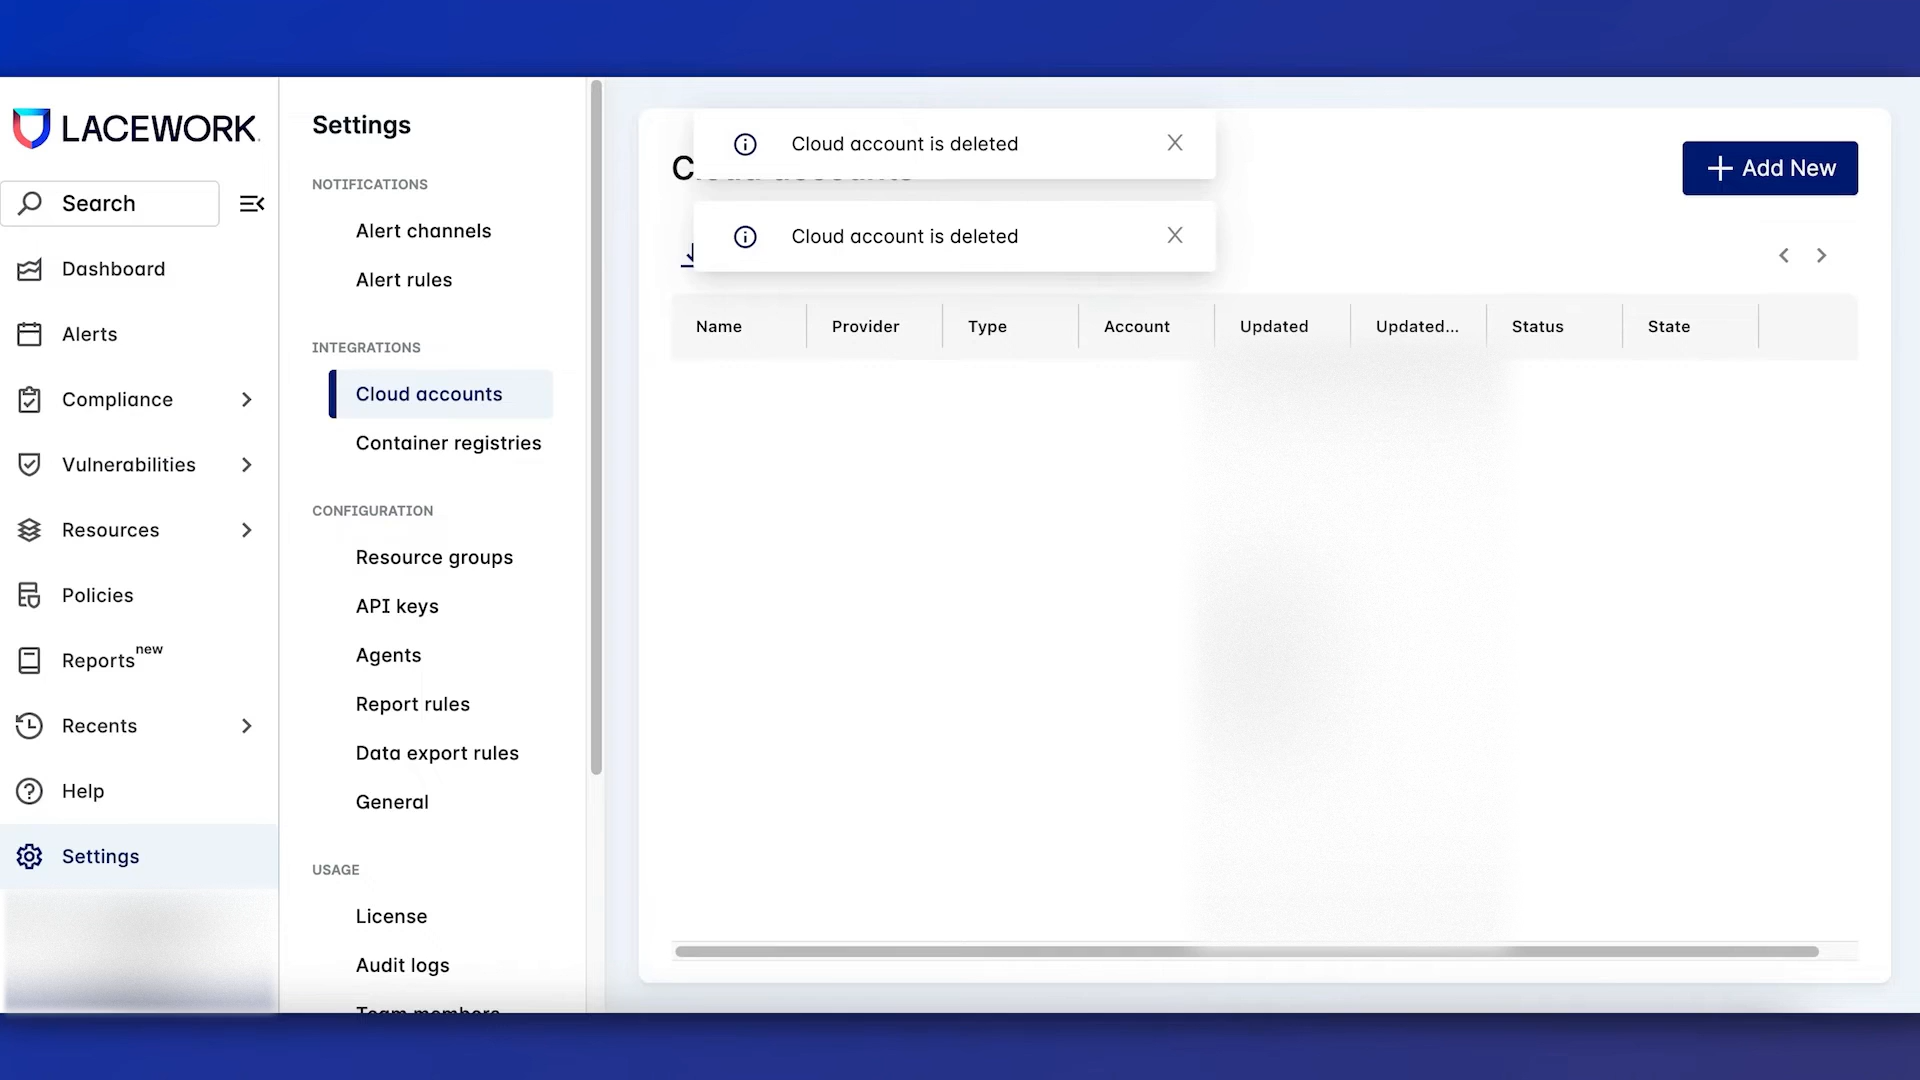 LACEWORK
Search
Dashboard
Alerts
Compliance
Vulnerabilities
Resources
Policies
Reports new
Recents
Help
Settings
Settings
NOTIFICATIONS
Alert channels
Alert rules
INTEGRATIONS
Cloud accounts
Container registries
CONFIGURATION
Resource groups
API keys
Agents
Report rules
Data export rules
General
USAGE
License
Audit logs
Team members
Cloud account is deleted
Cloud account is deleted
Add New
Name Provider Type Account Updated Updated... Status State